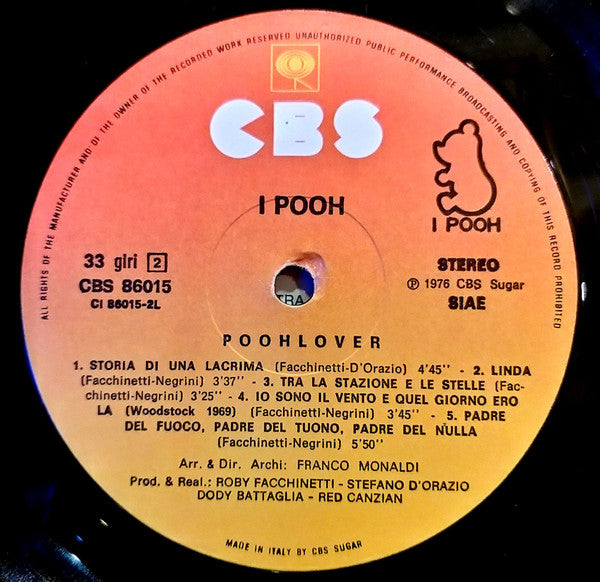 ALL RIGHTS OF THE MANUFACTURER AND OF THE OWNER OF THE RECORDED WORK RESERVED UNAUTHORIZED PUBLIC PERFORMANCE BROADCASTING AND COPYING OF THIS RECORD PROHIBITED
CBS
I POOH
I POOH
33 giri 2
CBS 86015
CI 86015-2L
STEREO
℗ 1976 CBS Sugar
SIAE
TRA
POOHLOVER
1. STORIA DI UNA LACRIMA (Facchinetti-D'Orazio) 4'45'' - 2. LINDA
(Facchinetti-Negrini) 3'37'' - 3. TRA LA STAZIONE E LE STELLE (Fac-
chinetti-Negrini) 3'25'' - 4. IO SONO IL VENTO E QUEL GIORNO ERO
LA (Woodstock 1969) (Facchinetti-Negrini) 3'45'' - 5. PADRE
DEL FUOCO, PADRE DEL TUONO, PADRE DEL NULLA
(Facchinetti-Negrini) 5'50''
Arr. & Dir. Archi: FRANCO MONALDI
Prod. & Real.: ROBY FACCHINETTI - STEFANO D'ORAZIO
DODY BATTAGLIA - RED CANZIAN
MADE IN ITALY BY CBS SUGAR